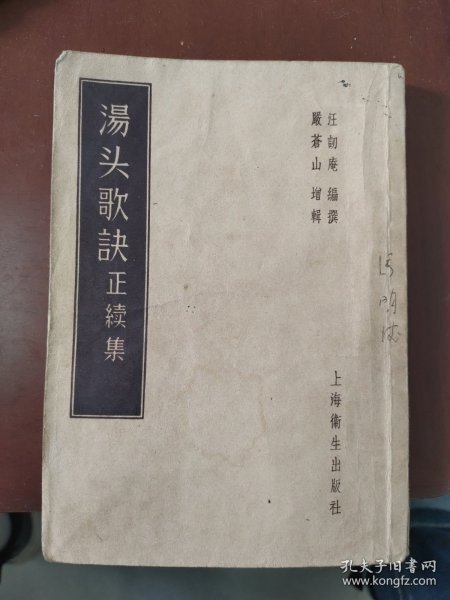 湯头歌訣正續集
汪訒庵 編撰
嚴蒼山 增輯
上海衛生出版社
孔夫子旧书网
www.kongfz.com